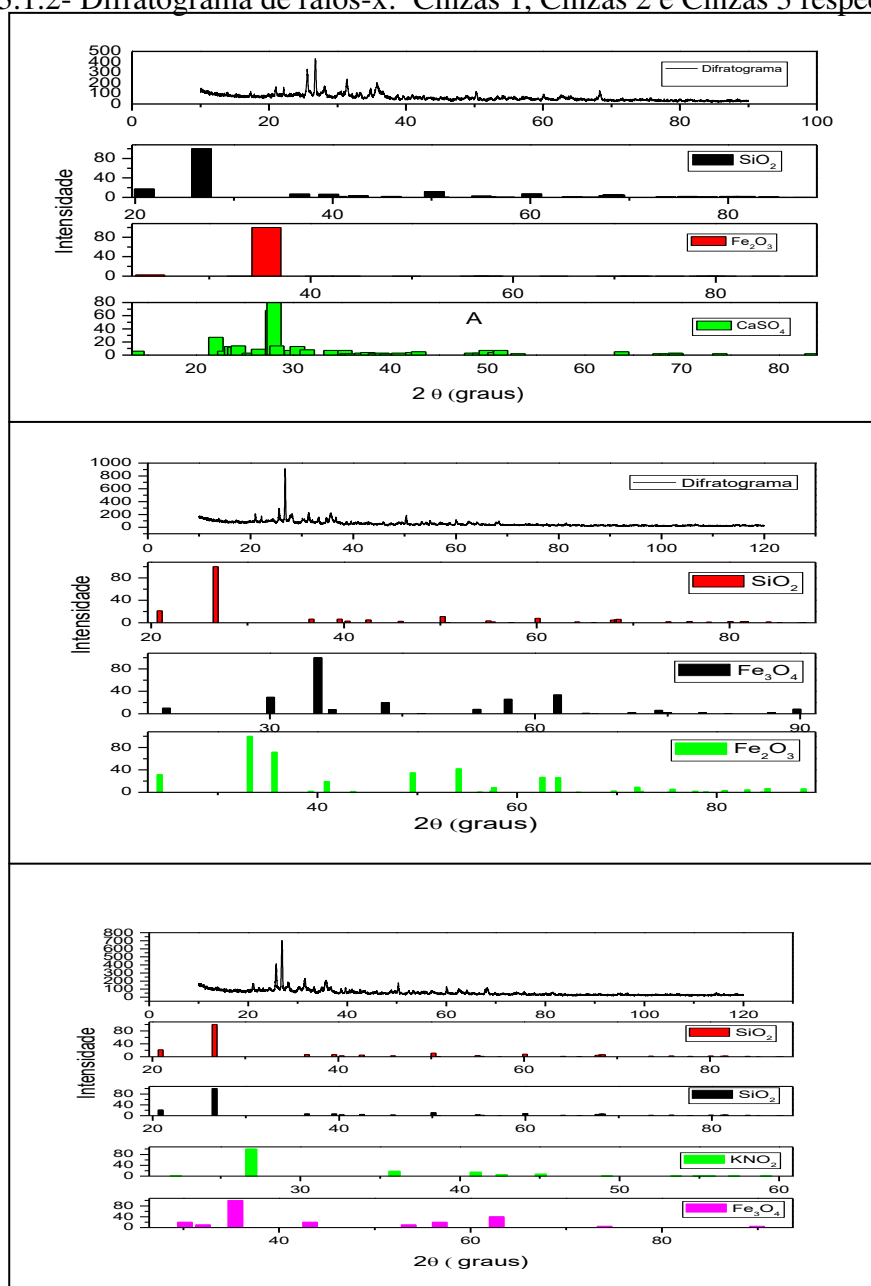 5.1.2- Difratograma de raios-x: Cinzas 1, Cinzas 2 e Cinzas 3 respec
500
400
300
200
100
0
Difratograma
0 20 40 60 80 100
Intensidade
80
40
0
SiO2
20 40 60 80
80
40
0
Fe2O3
40 60 80
80
60
40
20
0
A
CaSO4
20 30 40 50 60 70 80
2 θ (graus)
1000
800
600
400
200
0
Difratograma
0 20 40 60 80 100 120
Intensidade
80
40
0
SiO2
20 40 60 80
80
40
0
Fe3O4
30 60 90
80
40
0
Fe2O3
40 60 80
2θ (graus)
800
700
600
500
400
300
200
100
0
0 20 40 60 80 100 120
Intensidade
80
40
0
SiO2
20 40 60 80
80
40
0
SiO2
20 40 60 80
80
40
0
KNO2
30 40 50 60
80
40
0
Fe3O4
40 60 80
2θ ( graus)